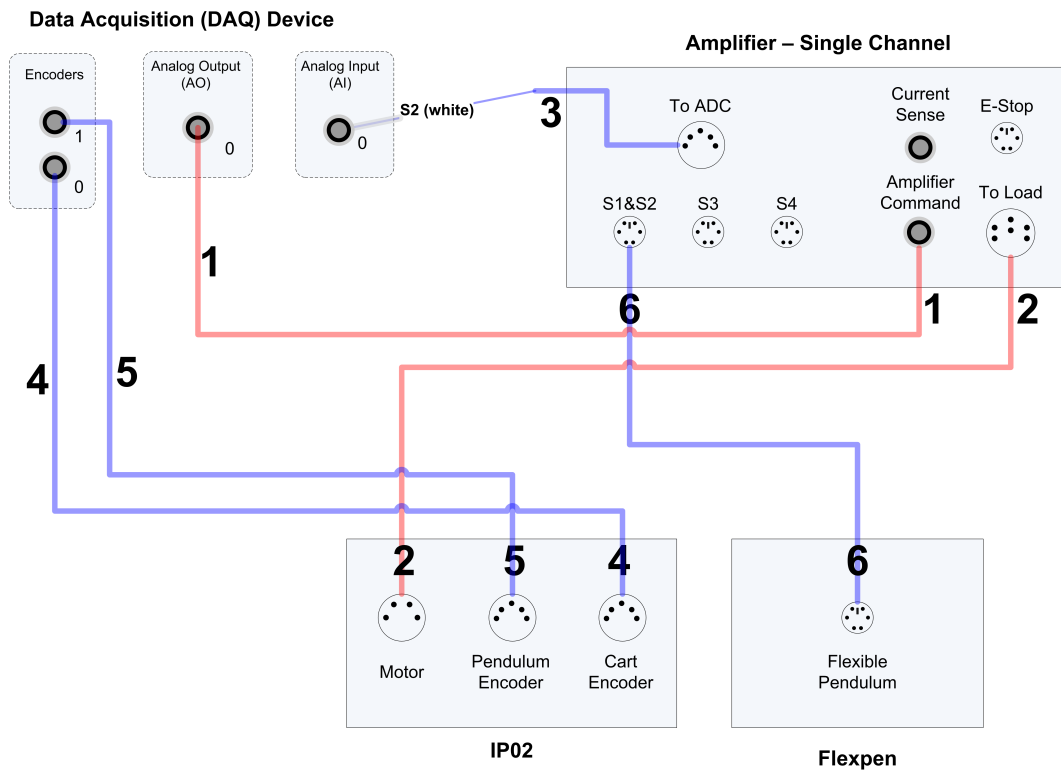 Data Acquisition (DAQ) Device
Amplifier – Single Channel
Encoders
1
0
Analog Output
(AO)
0
Analog Input
(AI)
S2 (white)
0
3
To ADC
Current
Sense
E-Stop
S1&S2
S3
S4
Amplifier
Command
To Load
1
6
1
2
4
5
2
5
4
6
Motor
Pendulum
Encoder
Cart
Encoder
Flexible
Pendulum
IP02
Flexpen